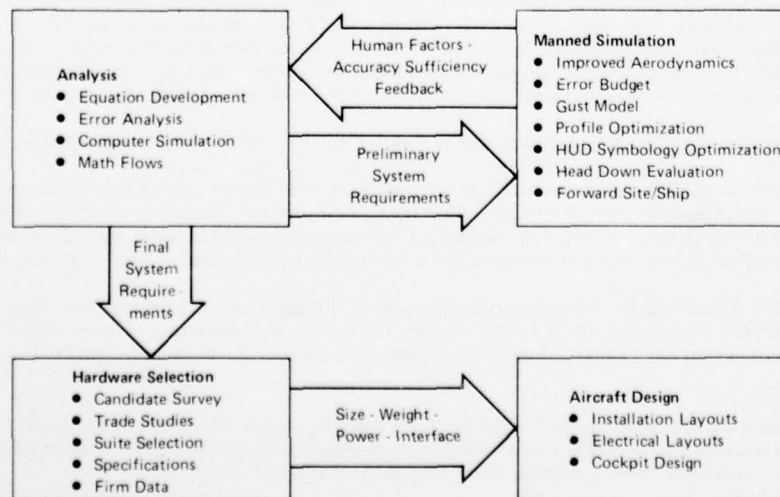 Analysis
● Equation Development
● Error Analysis
● Computer Simulation
● Math Flows
Human Factors -
Accuracy Sufficiency
Feedback
Preliminary
System
Requirements
Manned Simulation
● Improved Aerodynamics
● Error Budget
● Gust Model
● Profile Optimization
● HUD Symbology Optimization
● Head Down Evaluation
● Forward Site/Ship
Final
System
Require-
ments
Hardware Selection
● Candidate Survey
● Trade Studies
● Suite Selection
● Specifications
● Firm Data
Size - Weight -
Power - Interface
Aircraft Design
● Installation Layouts
● Electrical Layouts
● Cockpit Design